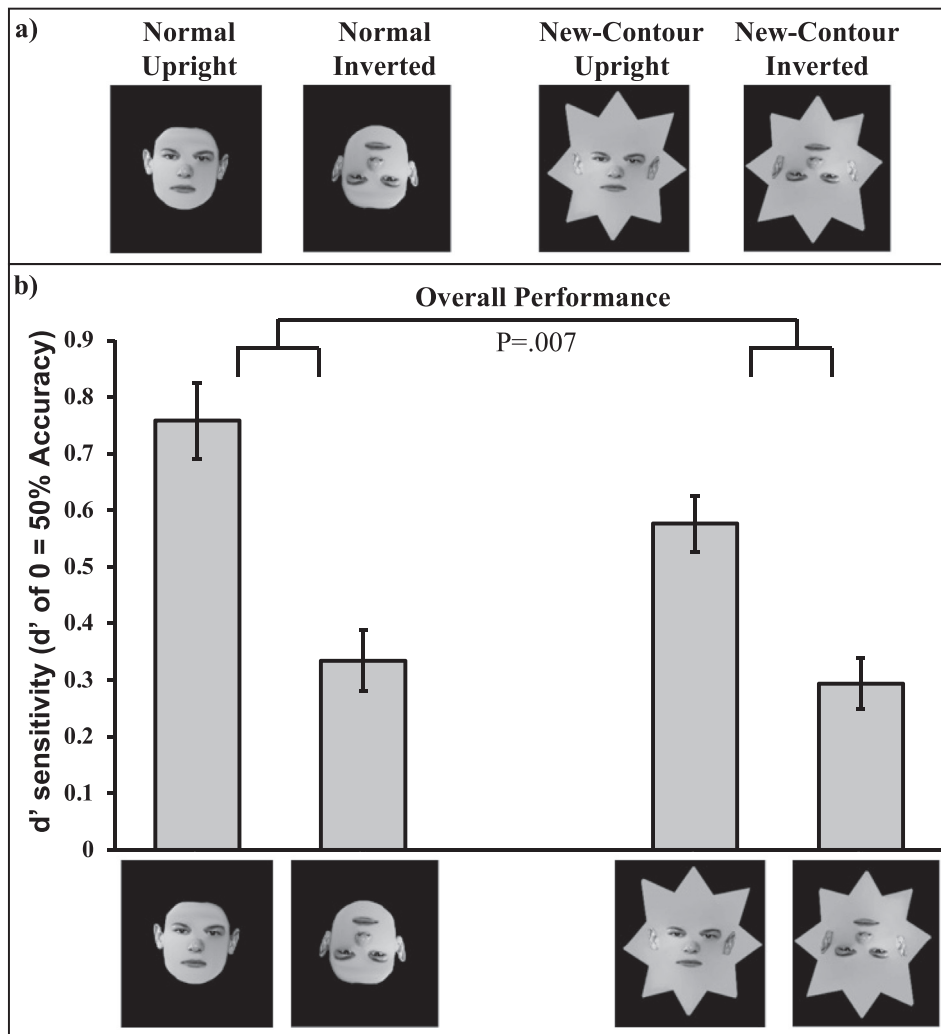 a)
Normal Upright
Normal Inverted
New-Contour Upright
New-Contour Inverted
b)
Overall Performance
P=.007
d' sensitivity (d' of 0 = 50% Accuracy)
0.9
0.8
0.7
0.6
0.5
0.4
0.3
0.2
0.1
0